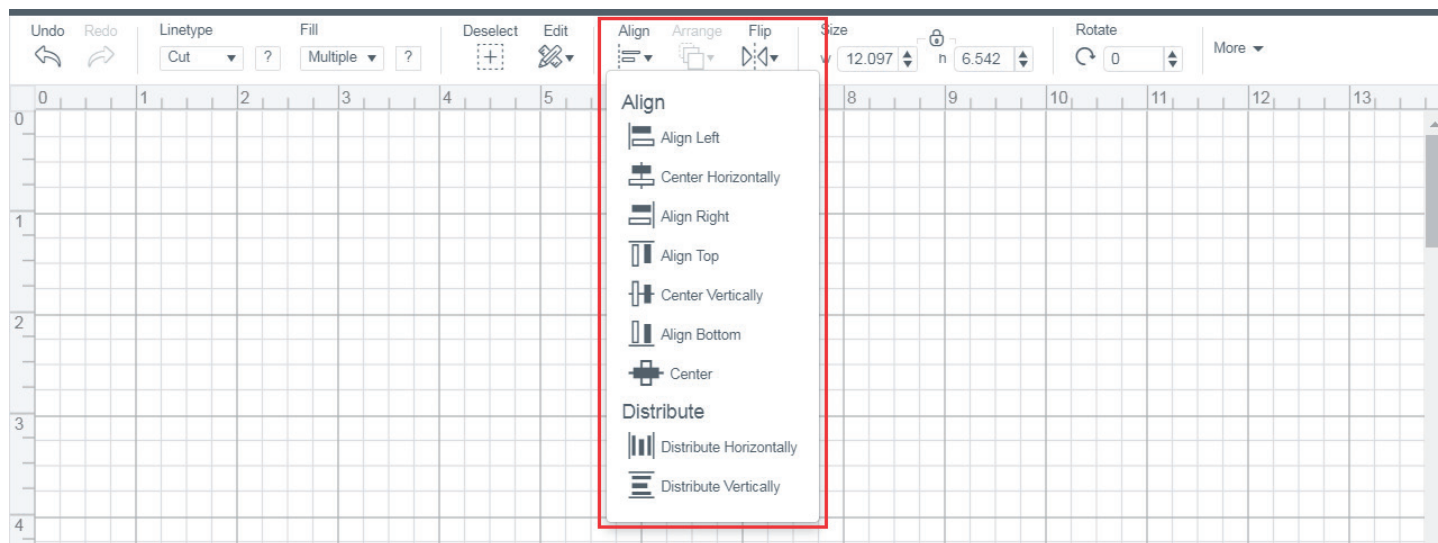 Undo Redo Linetype Fill Deselect Edit Align Arrange Flip Size Rotate
Cut ? Multiple ? W 12.097 h 6.542 0 More
0 1 2 3 4 5 8 9 10 11 12 13
0
Align
Align Left
Center Horizontally
Align Right
1
Align Top
Center Vertically
2
Align Bottom
Center
Distribute
3
Distribute Horizontally
Distribute Vertically
4